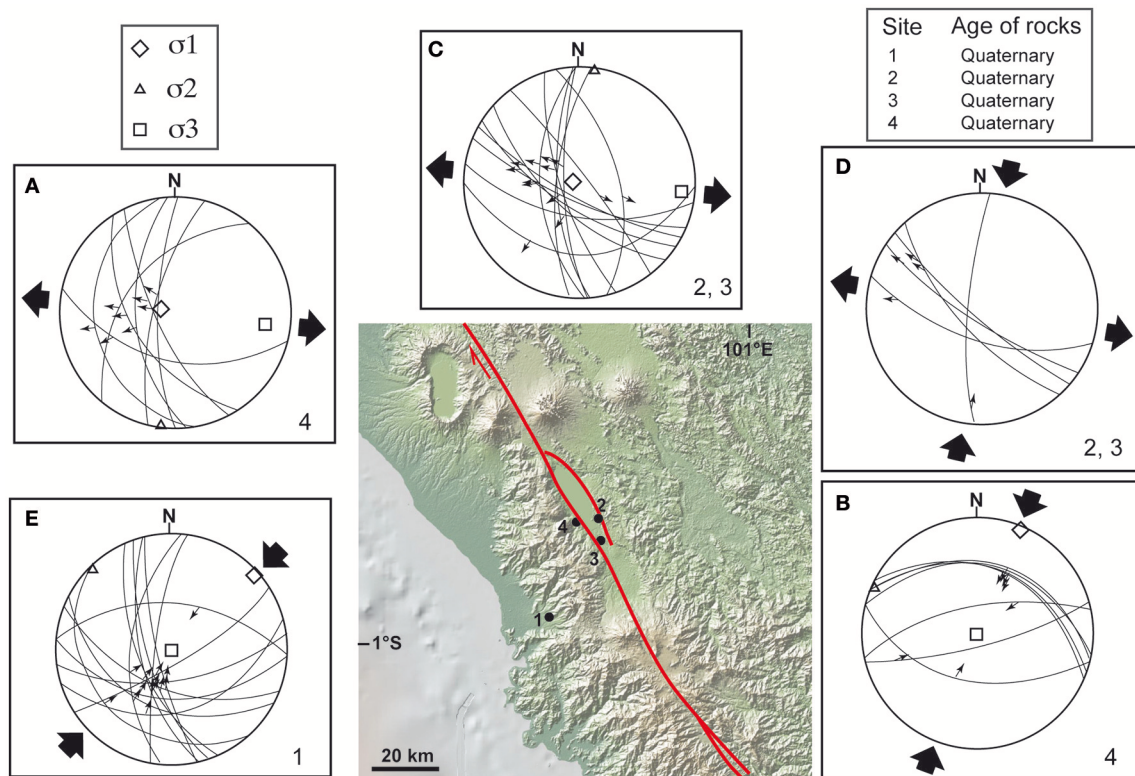 σ1
σ2
σ3
C
N
2, 3
Site Age of rocks
1 Quaternary
2 Quaternary
3 Quaternary
4 Quaternary
A
N
4
D
N
2, 3
101°E
2
4
3
1
1°S
20 km
E
N
1
B
N
4